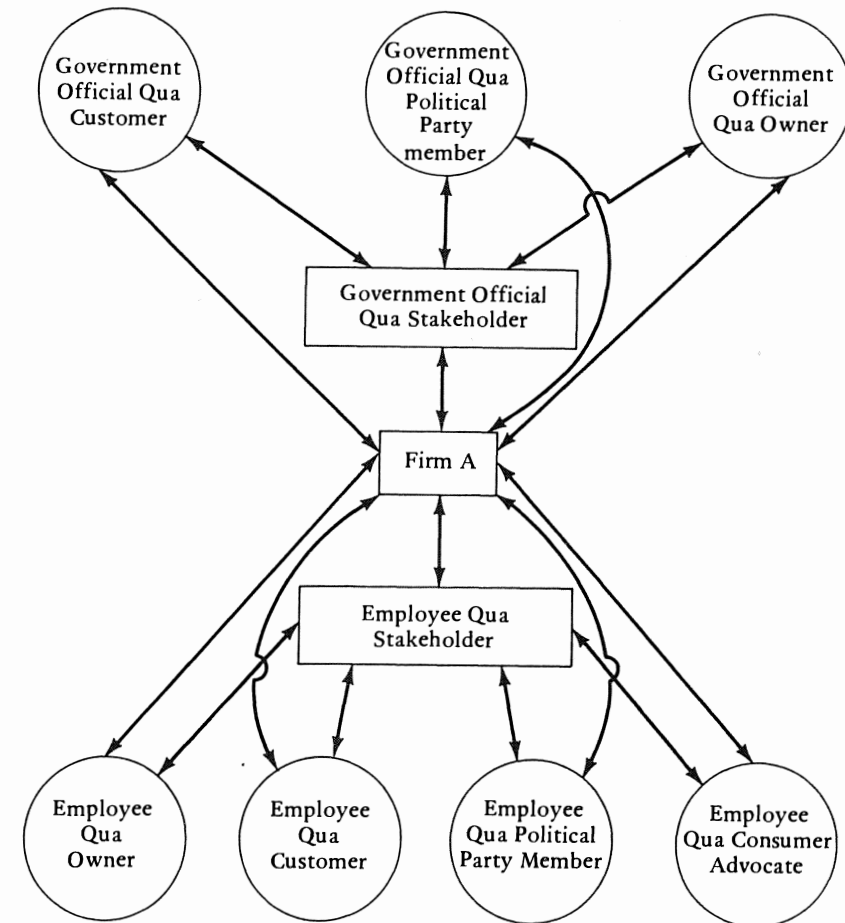 Government
Official Qua
Customer
Government
Official Qua
Political
Party
member
Government
Official
Qua Owner
Government Official
Qua Stakeholder
Firm A
Employee Qua
Stakeholder
Employee
Qua
Owner
Employee
Qua
Customer
Employee
Qua Political
Party Member
Employee
Qua Consumer
Advocate